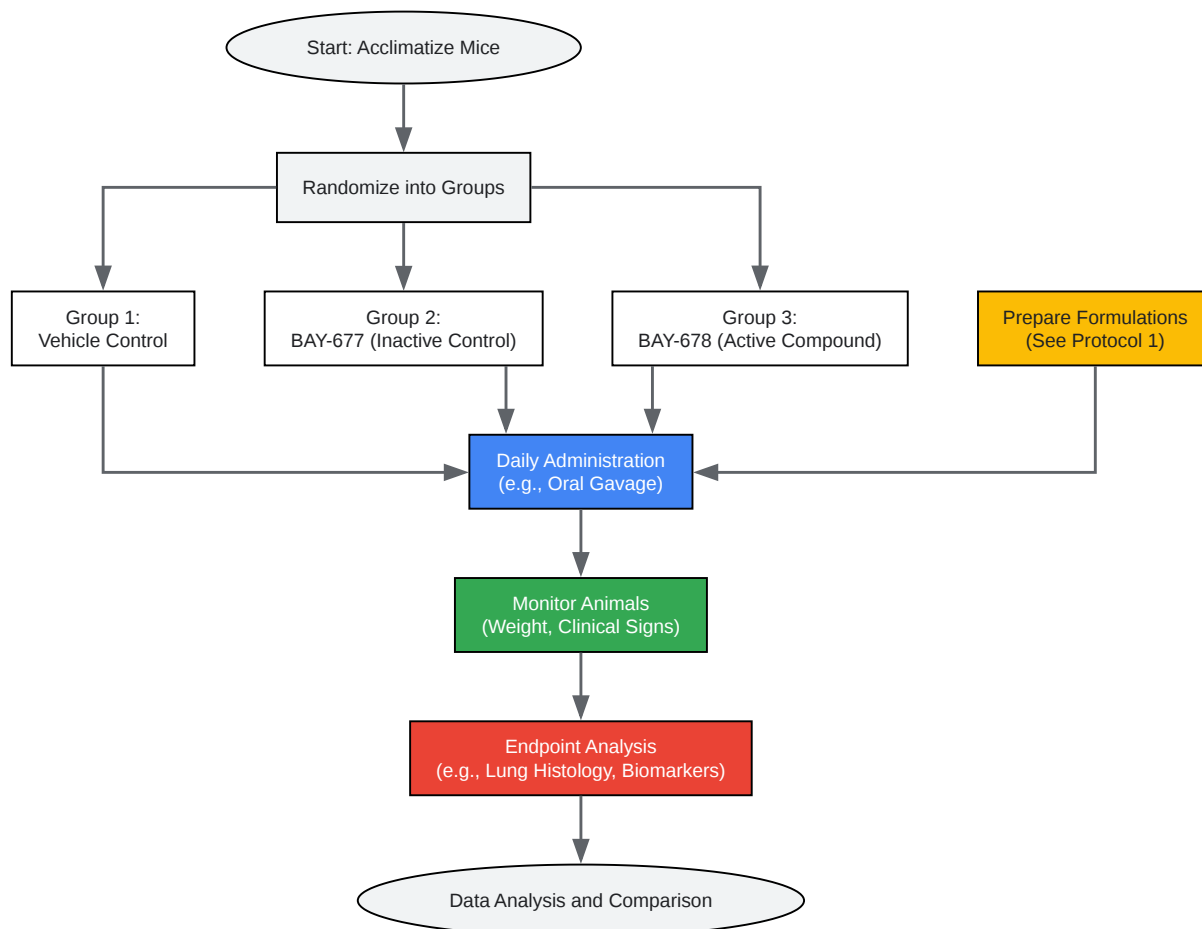 Start: Acclimatize Mice
Randomize into Groups
Group 1:
Vehicle Control
Group 2:
BAY-677 (Inactive Control)
Group 3:
BAY-678 (Active Compound)
Prepare Formulations
(See Protocol 1)
Daily Administration
(e.g., Oral Gavage)
Monitor Animals
(Weight, Clinical Signs)
Endpoint Analysis
(e.g., Lung Histology, Biomarkers)
Data Analysis and Comparison